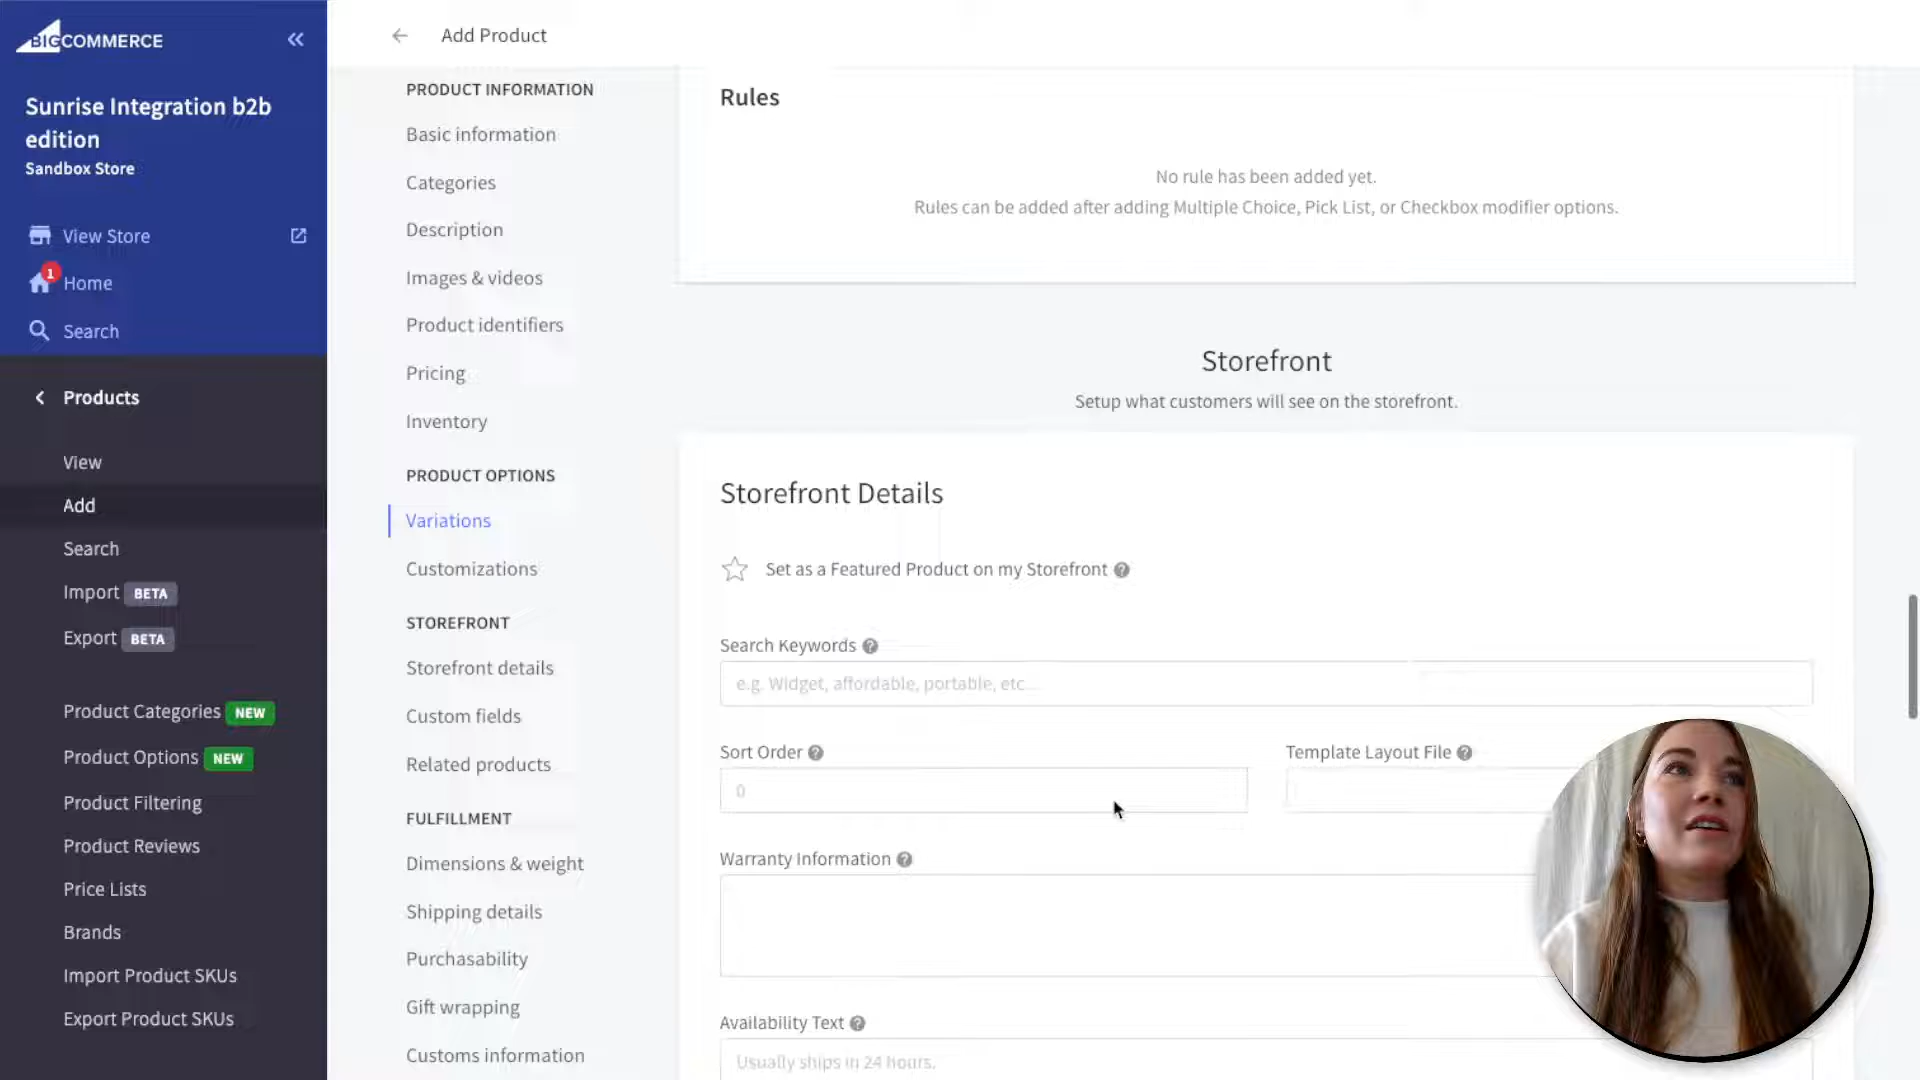 BIGCOMMERCE
Sunrise Integration b2b
edition
Sandbox Store
View Store
1
Home
Search
Products
View
Add
Search
Import BETA
Export BETA
Product Categories NEW
Product Options NEW
Product Filtering
Product Reviews
Price Lists
Brands
Import Product SKUs
Export Product SKUs
Add Product
PRODUCT INFORMATION
Basic information
Categories
Description
Images & videos
Product identifiers
Pricing
Inventory
PRODUCT OPTIONS
Variations
Customizations
STOREFRONT
Storefront details
Custom fields
Related products
FULFILLMENT
Dimensions & weight
Shipping details
Purchasability
Gift wrapping
Customs information
Rules
No rule has been added yet.
Rules can be added after adding Multiple Choice, Pick List, or Checkbox modifier options.
Storefront
Setup what customers will see on the storefront.
Storefront Details
Set as a Featured Product on my Storefront
Search Keywords
e.g. Widget, affordable, portable, etc...
Sort Order
0
Template Layout File
Warranty Information
Availability Text
Usually ships in 24 hours.